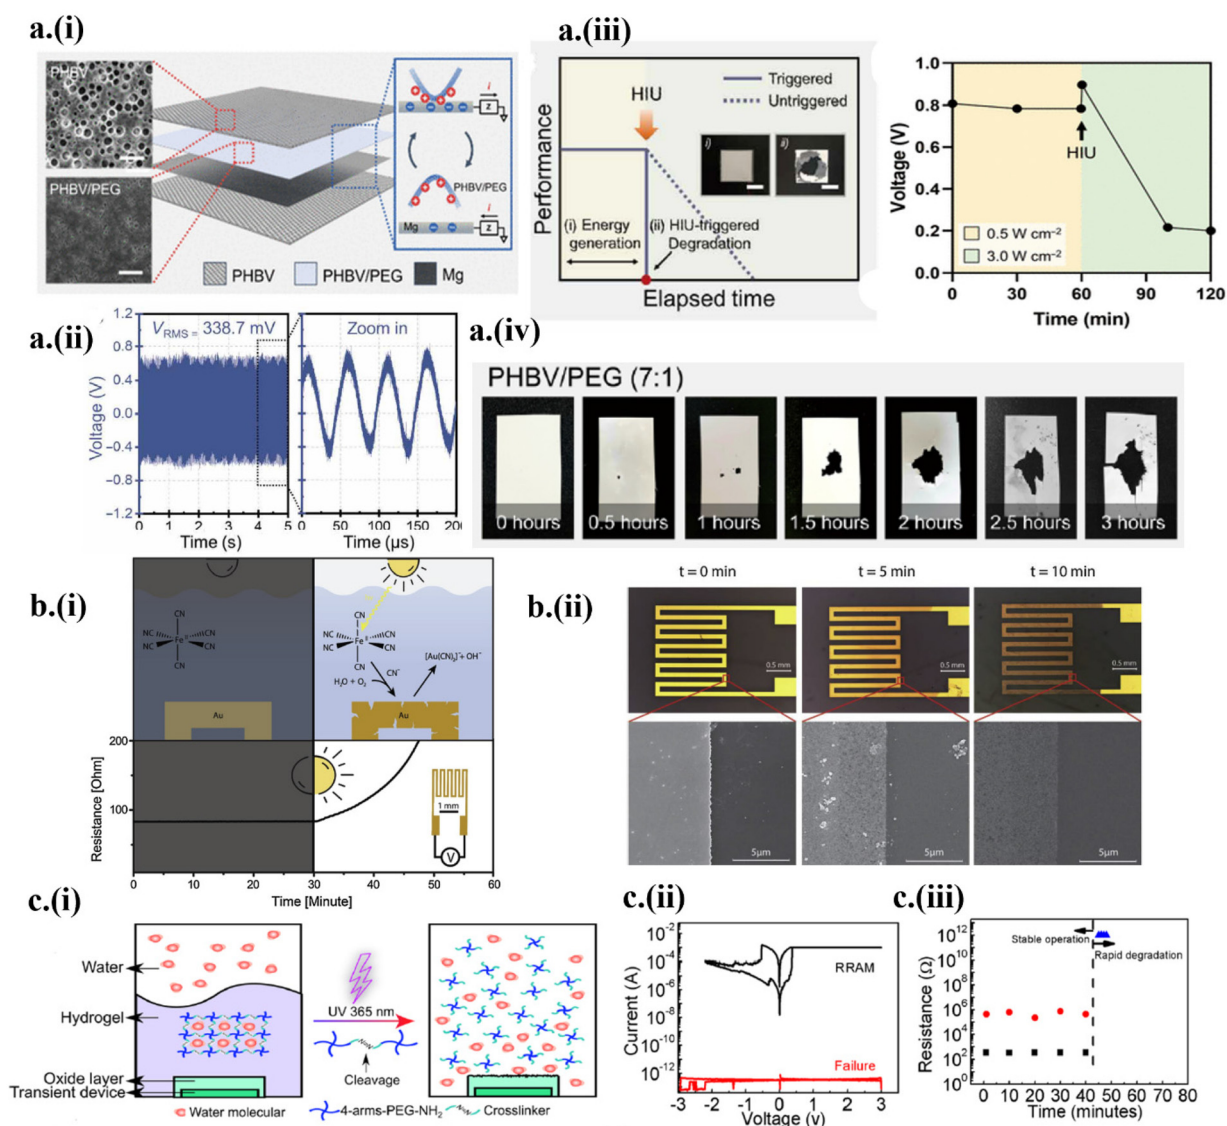 a.(i)
PHBV
PHBV/PEG
i
Z
PHBV/PEG
Mg
i
Z
PHBV PHBV/PEG Mg
a.(iii)
Performance
HIU
Triggered
Untriggered
i) ii)
(i) Energy generation
(ii) HIU-triggered Degradation
Elapsed time
Voltage (V)
1.0
0.8
0.6
0.4
0.2
0.0
HIU
0.5 W cm⁻²
3.0 W cm⁻²
0 30 60 90 120
Time (min)
a.(ii)
Voltage (V)
1.2
0.8
0.4
0.0
−0.4
−0.8
−1.2
VRMS = 338.7 mV
Zoom in
0 1 2 3 4 5
Time (s)
0 50 100 150 200
Time (µs)
a.(iv)
PHBV/PEG (7:1)
0 hours 0.5 hours 1 hours 1.5 hours 2 hours 2.5 hours 3 hours
b.(i)
CN
NC CN
Fe
NC CN
CN
Au
CN
NC CN
Fe
NC CN
CN
CN⁻
[Au(CN)₂]⁻+ OH⁻
H₂O + O₂
Au
Resistance [Ohm]
200
100
1 mm
V
0 10 20 30 40 50 60
Time [Minute]
b.(ii)
t = 0 min t = 5 min t = 10 min
0.5 mm 0.5 mm 0.5 mm
5µm 5µm 5µm
c.(i)
Water
Hydrogel
Oxide layer
Transient device
UV 365 nm
Cleavage
Water molecular 4-arms-PEG-NH₂ Crosslinker
c.(ii)
Current (A)
10⁻²
10⁻⁴
10⁻⁶
10⁻⁸
10⁻¹⁰
10⁻¹²
RRAM
Failure
−3 −2 −1 0 1 2 3
Voltage (v)
c.(iii)
Resistance (Ω)
10¹⁴
10¹²
10¹⁰
10⁸
10⁶
10⁴
10²
10⁰
Stable operation
Rapid degradation
0 10 20 30 40 50 60 70 80
Time (minutes)